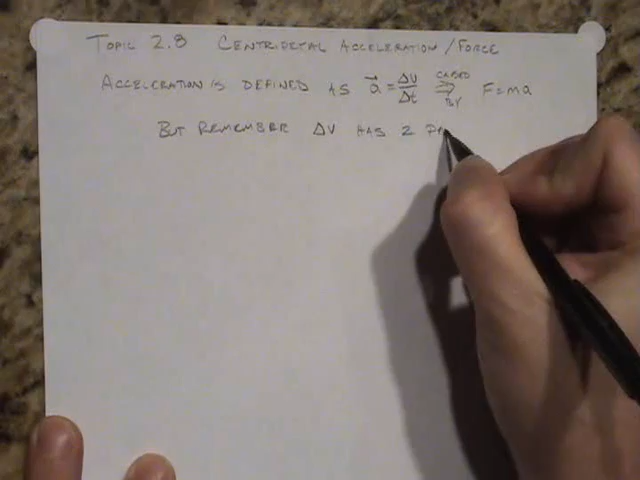 TOPIC 2.8 CENTRIPETAL ACCELERATION/FORCE
ACCELERATION IS DEFINED AS a⃗ = ΔV/Δt CAUSED BY ⇒ F=ma
BUT REMEMBER ΔV HAS 2 PA